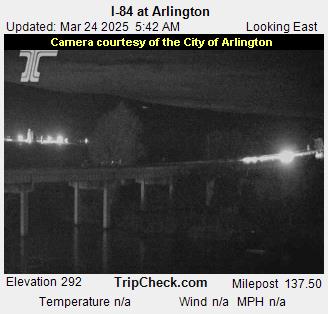 I-84 at Arlington
Updated: Mar 24 2025 5:42 AM Looking East
Camera courtesy of the City of Arlington
Elevation 292 TripCheck.com Milepost 137.50
Temperature n/a Wind n/a MPH n/a